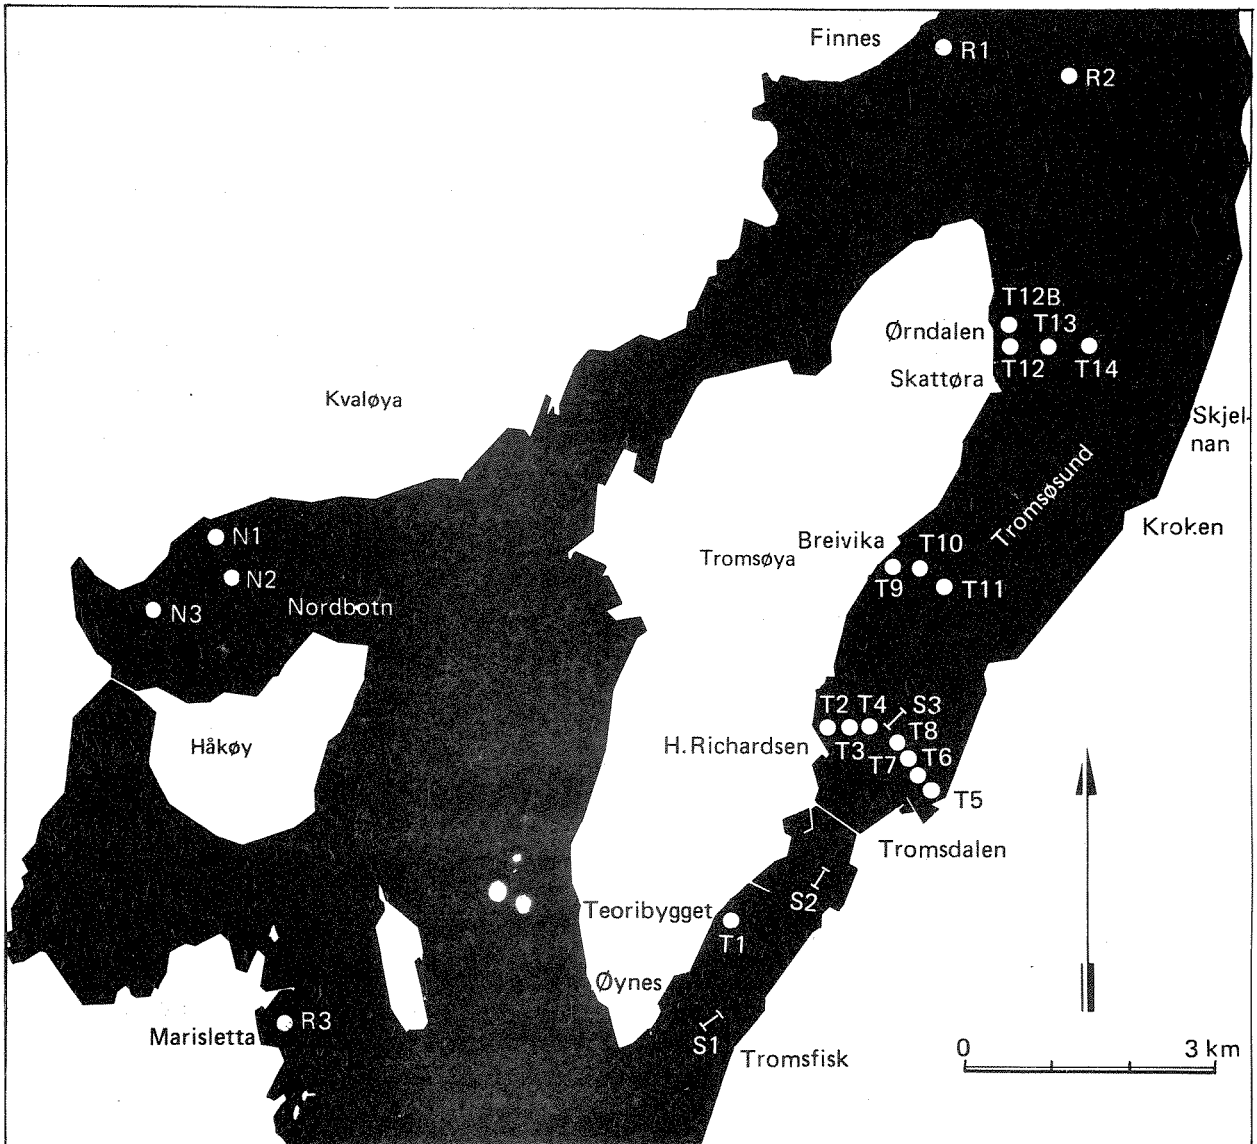 Finnes
R1
R2
T12B
Ørndalen
T13
T12
T14
Skattøra
Kvaløya
Skjel-
nan
Tromsøsund
Kroken
N1
Breivika
T10
Tromsøya
N2
T9
T11
Nordbotn
N3
T2
T4
S3
T8
H. Richardsen
T3
T7
T6
Håkøy
T5
Tromsdalen
S2
Teoribygget
T1
Øynes
R3
Marisletta
S1
Tromsfisk
0
3 km